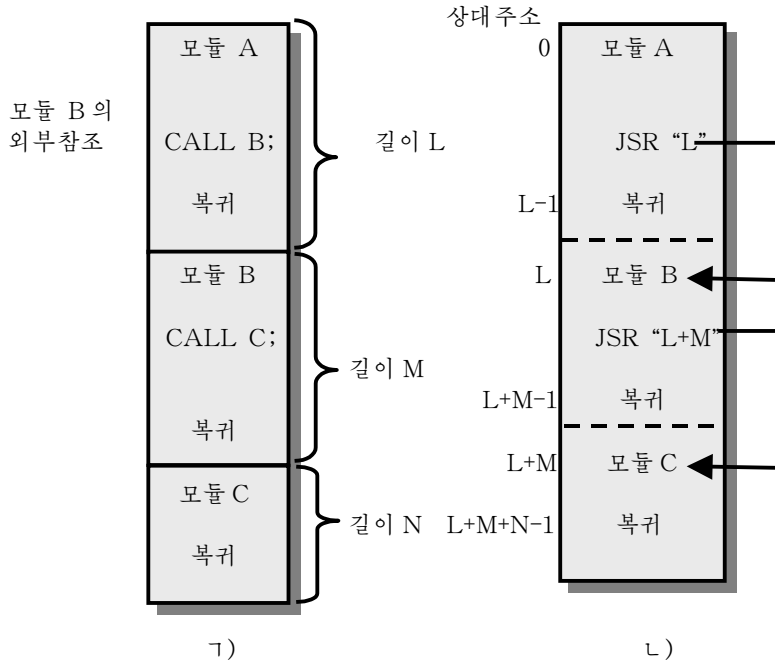 모듈 B의
외부참조
모듈 A
CALL B;
복귀
길이 L
모듈 B
CALL C;
복귀
길이 M
모듈 C
복귀
길이 N
ㄱ)
상대주소
0
모듈 A
JSR “L”
L-1
복귀
L
모듈 B
JSR “L+M”
L+M-1
복귀
L+M
모듈 C
L+M+N-1
복귀
ㄴ)